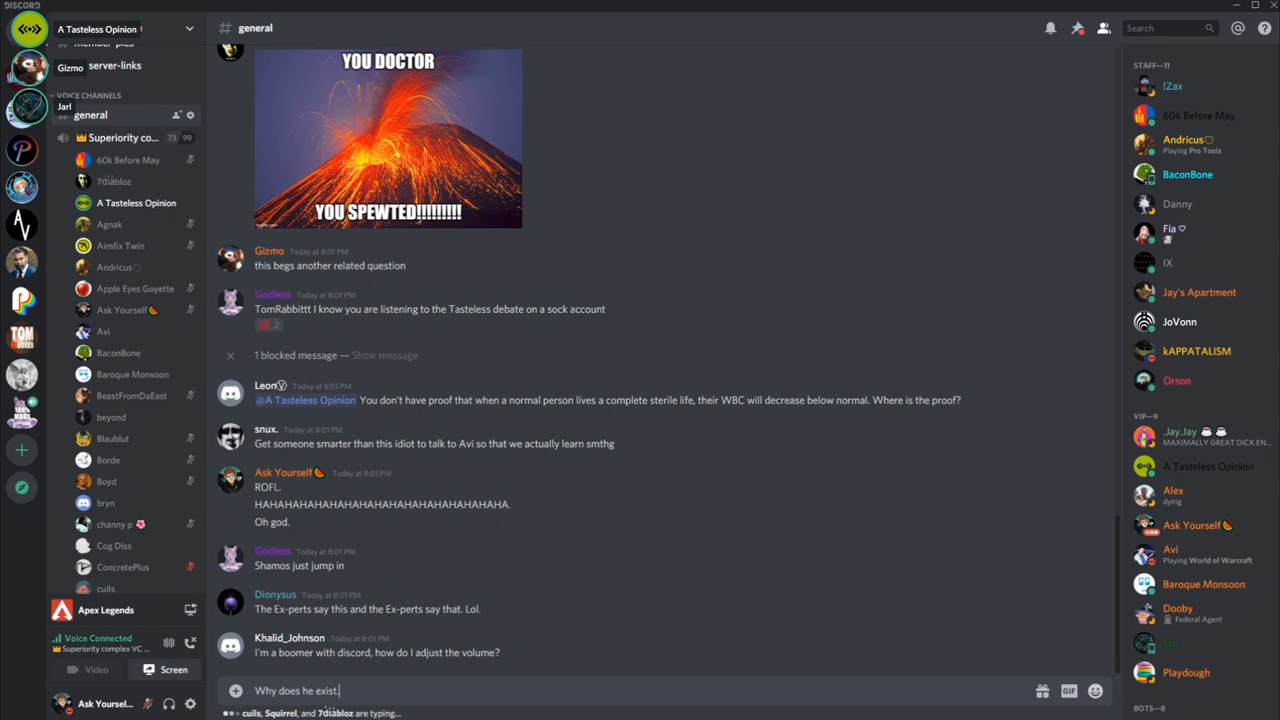 DISCORD
A Tasteless Opinion
# general
Search
member-pics
Gizmo
server-links
Jarl
VOICE CHANNELS
general
Superiority co... 73 99
60k Before May
7diábloz
A Tasteless Opinion
Agnak
Aimfix Twin
Andricus♡
Apple Eyes Goyette
Ask Yourself🍉
Avi
BaconBone
Baroque Monsoon
BeastFromDaEast
beyond
Blaublut
Borde
Boyd
bryn
channy p 🌸
Cog Diss
ConcretePlus
cuils
Apex Legends
Voice Connected
Superiority complex VC ...
Video
Screen
Ask Yoursel...
YOU DOCTOR
YOU SPEWTED!!!!!!!!!
Gizmo Today at 8:01 PM
this begs another related question
Godless Today at 8:01 PM
TomRabbittt I know you are listening to the Tasteless debate on a sock account
2
1 blocked message — Show message
LeonⓋ Today at 8:01 PM
@A Tasteless Opinion You don't have proof that when a normal person lives a complete sterile life, their WBC will decrease below normal. Where is the proof?
snux. Today at 8:01 PM
Get someone smarter than this idiot to talk to Avi so that we actually learn smthg
Ask Yourself🍉 Today at 8:01 PM
ROFL.
HAHAHAHAHAHAHAHAHAHAHAHAHAHAHA.
Oh god.
Godless Today at 8:01 PM
Shamos just jump in
Dionysus Today at 8:01 PM
The Ex-perts say this and the Ex-perts say that. Lol.
Khalid_Johnson Today at 8:01 PM
I'm a boomer with discord, how do I adjust the volume?
Why does he exist.
GIF
cuils, Squirrel, and 7diábloz are typing...
STAFF—11
!Zax
60k Before May
Andricus♡
Playing Pro Tools
BaconBone
Danny
Fia ♡
IX
Jay's Apartment
JoVonn
kAPPATALISM
Orson
VIP—9
Jay.Jay ☕ ☕
MAXIMALLY GREAT DICK EN...
A Tasteless Opinion
Alex
dying
Ask Yourself🍉
Avi
Playing World of Warcraft
Baroque Monsoon
Dooby
Federal Agent
Playdough
BOTS—8